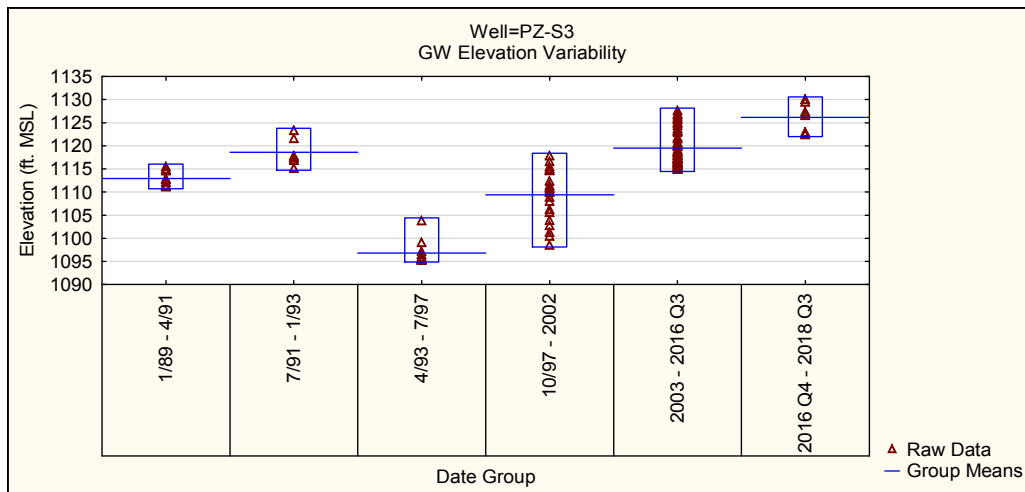 Well=PZ-S3
GW Elevation Variability
Elevation (ft. MSL)
1135
1130
1125
1120
1115
1110
1105
1100
1095
1090
1/89 - 4/91
7/91 - 1/93
4/93 - 7/97
10/97 - 2002
2003 - 2016 Q3
2016 Q4 - 2018 Q3
Date Group
Raw Data
Group Means